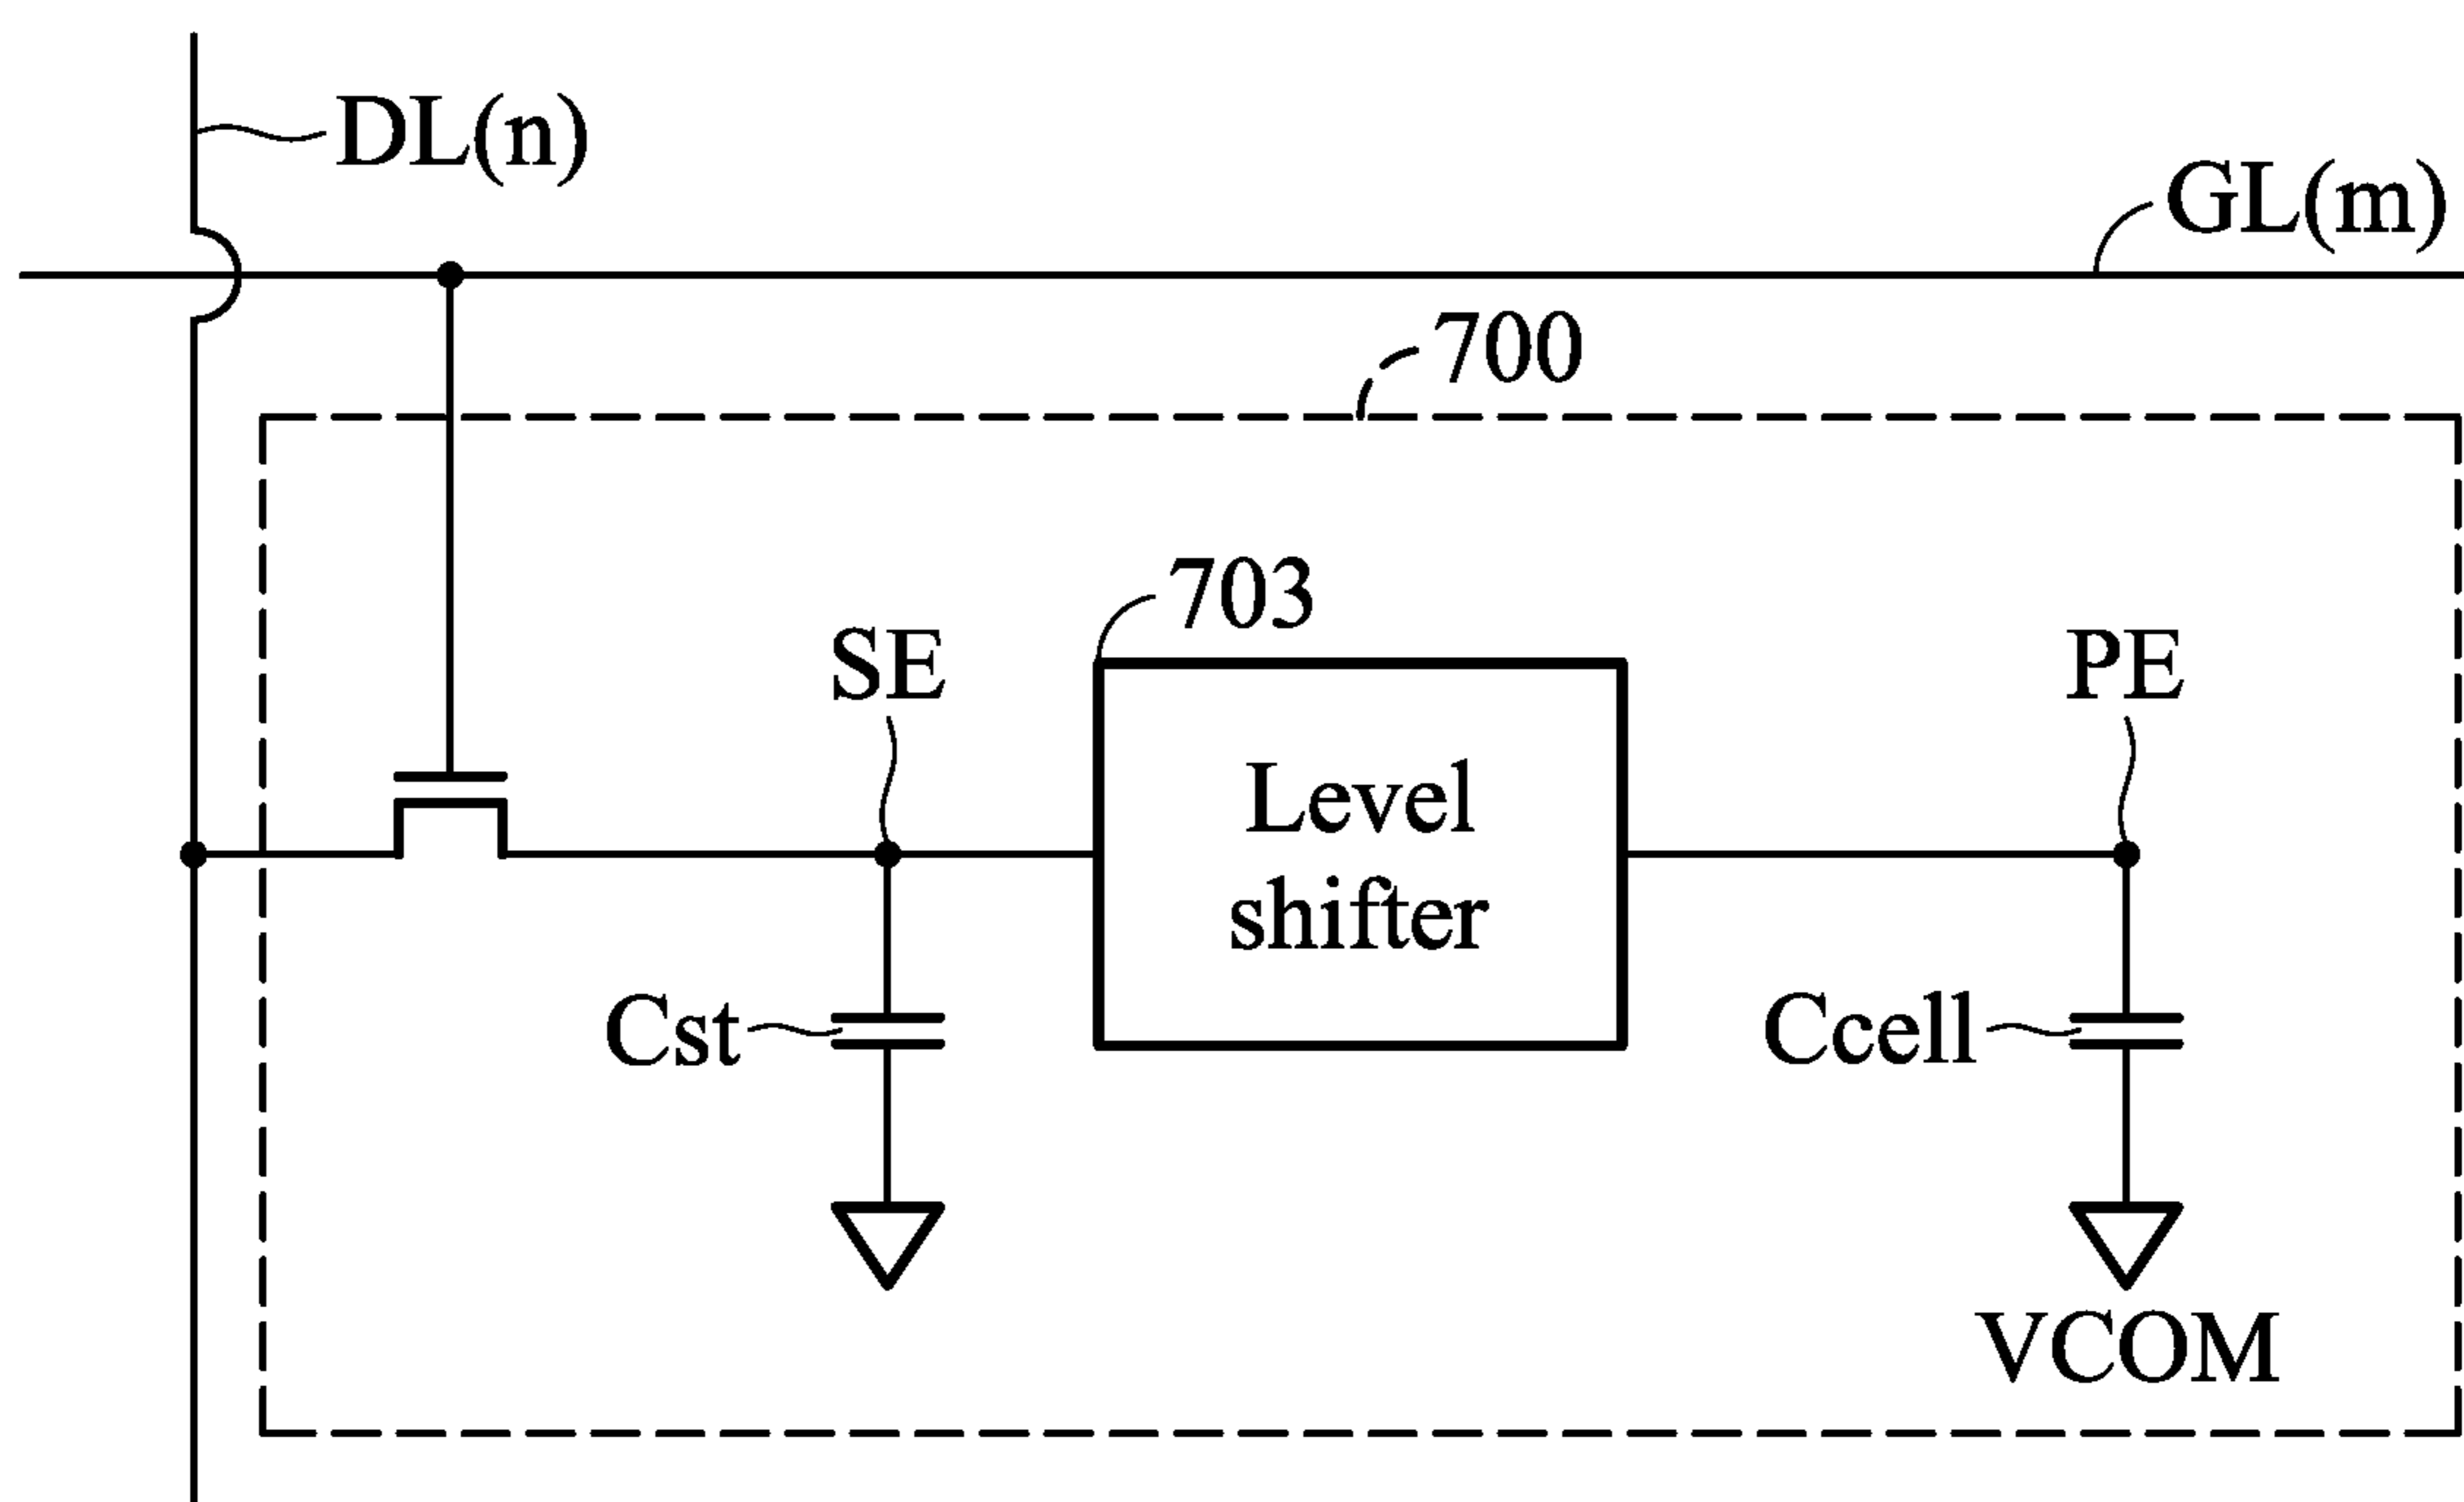 DL(n)
GL(m)
700
703
SE
PE
Level
shifter
Cst
Ccell
VCOM